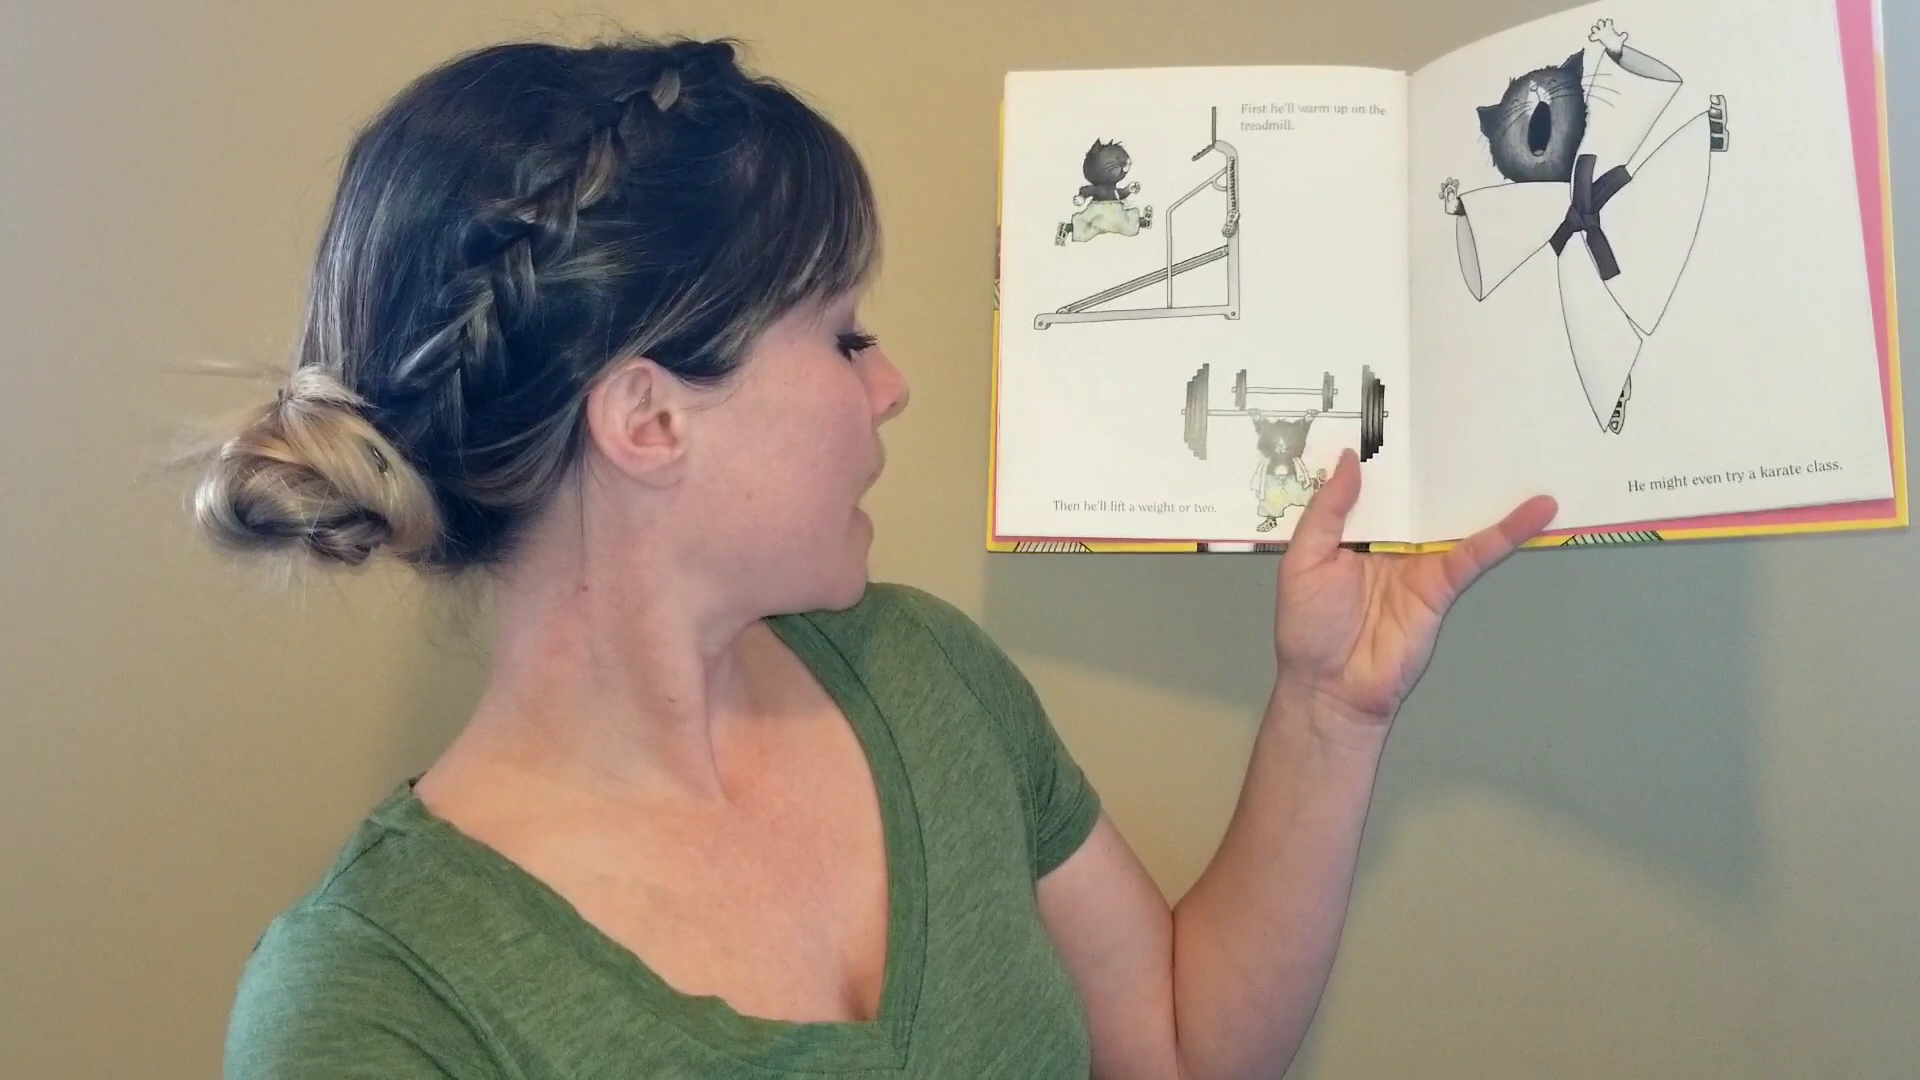 First he'll warm up on the
treadmill.
Then he'll lift a weight or two.
He might even try a karate class.